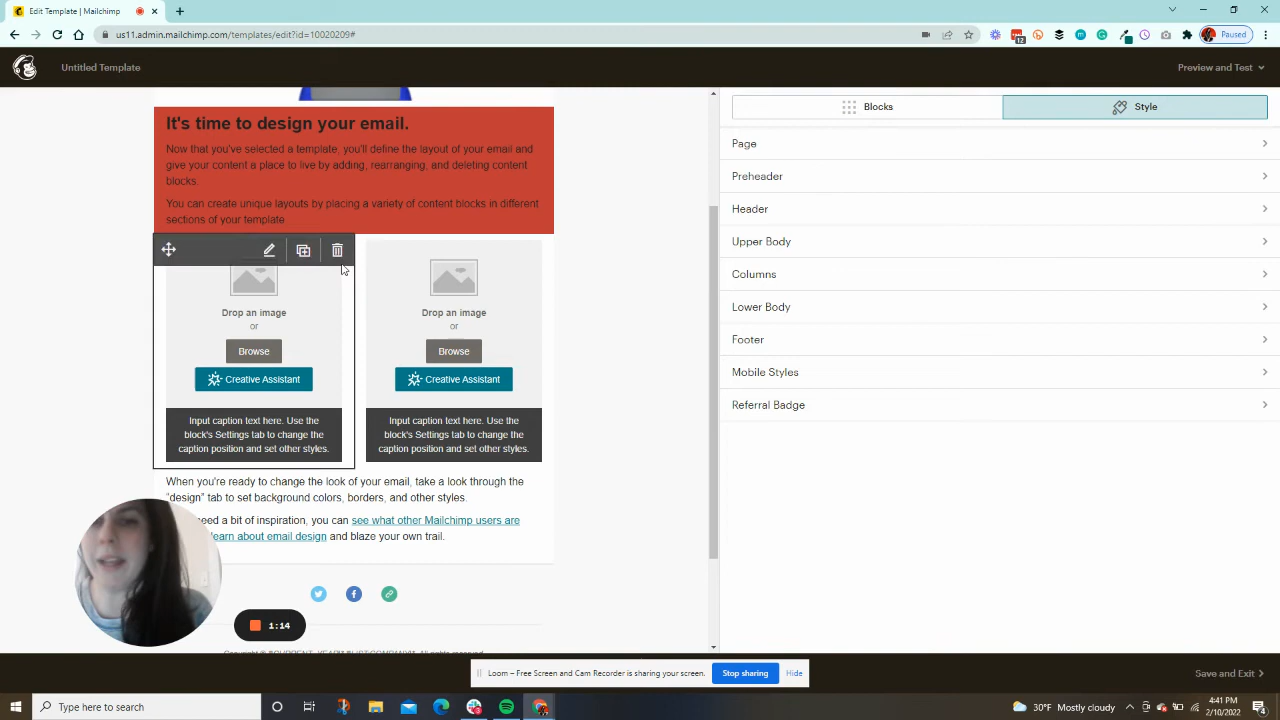 Edit Template | Mailchimp
us11.admin.mailchimp.com/templates/edit?id=10020209#
12
Paused
Untitled Template
Preview and Test
It's time to design your email.
Now that you've selected a template, you'll define the layout of your email and
give your content a place to live by adding, rearranging, and deleting content
blocks.
You can create unique layouts by placing a variety of content blocks in different
sections of your template
Drop an image
or
Browse
Creative Assistant
Input caption text here. Use the
block's Settings tab to change the
caption position and set other styles.
Drop an image
or
Browse
Creative Assistant
Input caption text here. Use the
block's Settings tab to change the
caption position and set other styles.
When you're ready to change the look of your email, take a look through the
"design" tab to set background colors, borders, and other styles.
need a bit of inspiration, you can see what other Mailchimp users are
learn about email design and blaze your own trail.
1:14
Blocks
Style
Page
Preheader
Header
Upper Body
Columns
Lower Body
Footer
Mobile Styles
Referral Badge
Loom – Free Screen and Cam Recorder is sharing your screen.
Stop sharing
Hide
Save and Exit
Type here to search
30°F Mostly cloudy
4:41 PM
2/10/2022